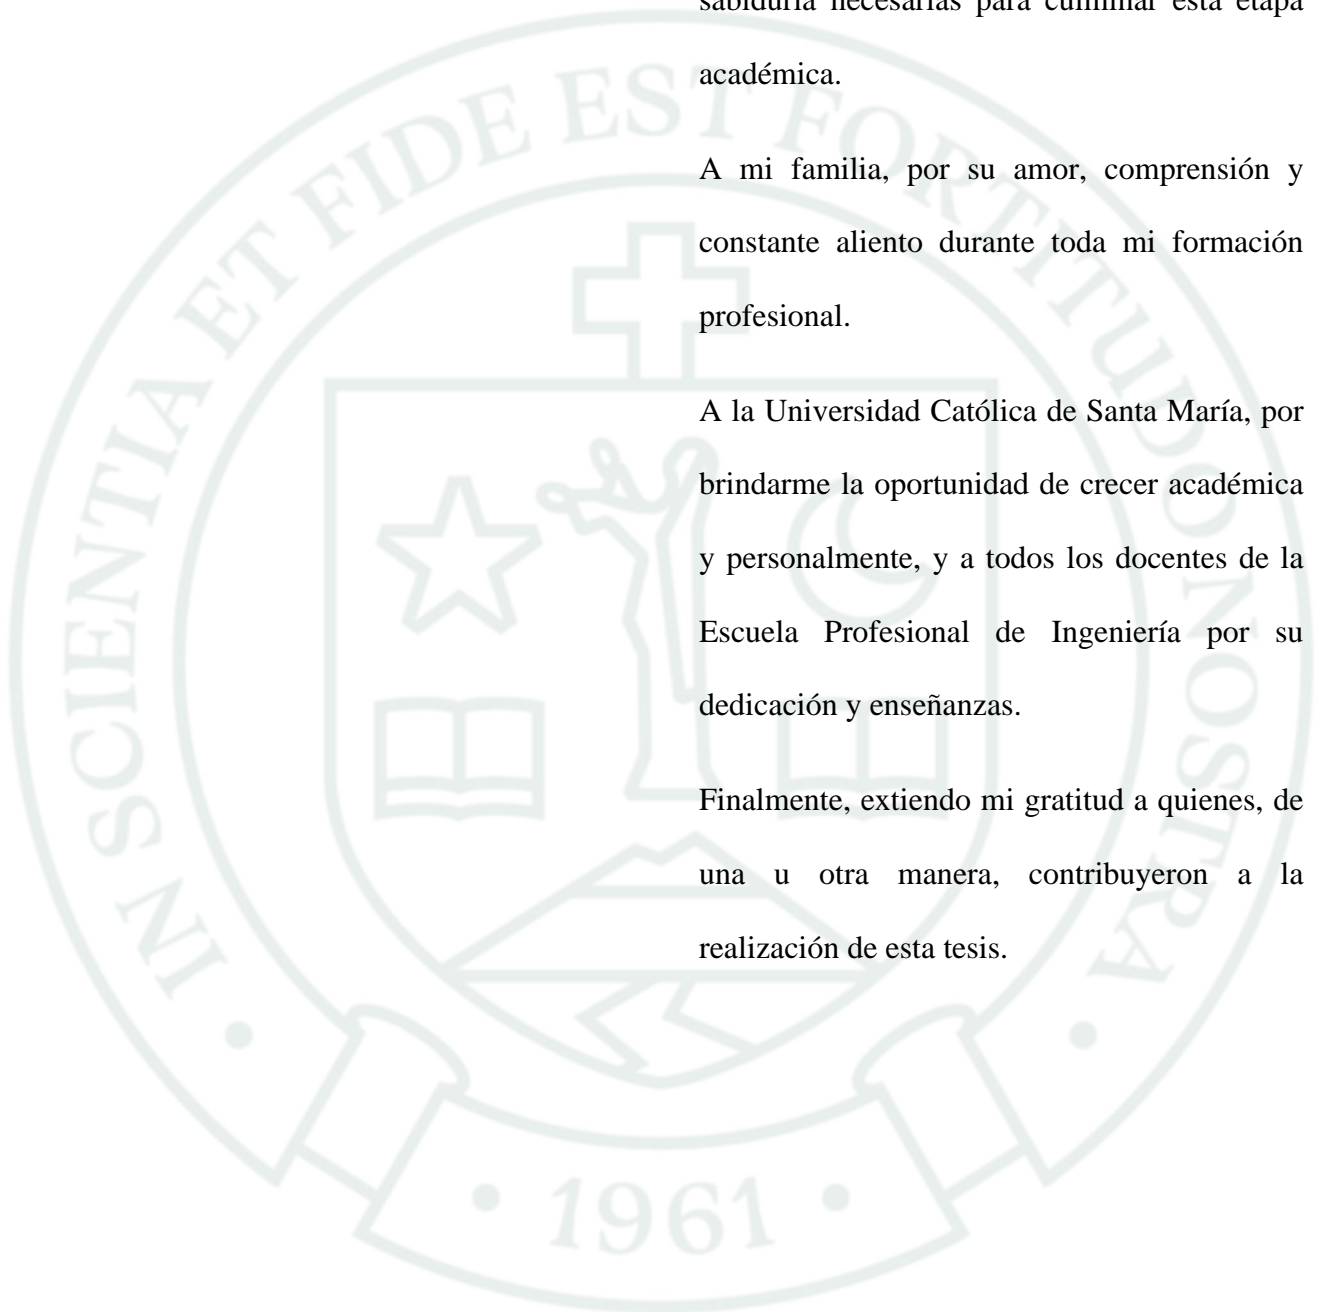 sabiduría necesarias para culminar esta etapa
académica.
A mi familia, por su amor, comprensión y
constante aliento durante toda mi formación
profesional.
A la Universidad Católica de Santa María, por
brindarme la oportunidad de crecer académica
y personalmente, y a todos los docentes de la
Escuela Profesional de Ingeniería por su
dedicación y enseñanzas.
Finalmente, extiendo mi gratitud a quienes, de
una u otra manera, contribuyeron a la
realización de esta tesis.
IN SCIENTIA ET FIDE EST FORTITUDO NOSTRA
• 1961 •